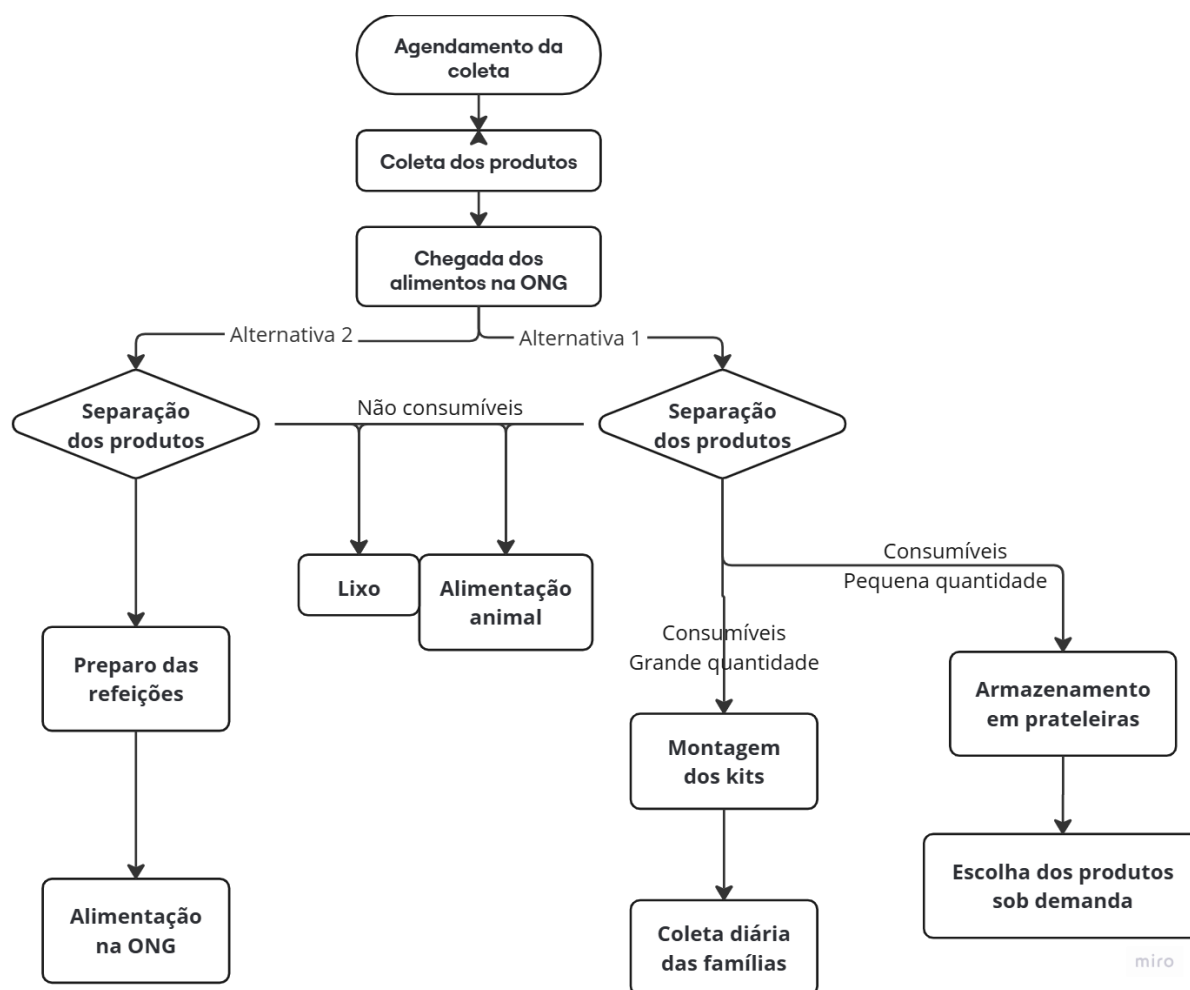 Agendamento da
coleta
Coleta dos produtos
Chegada dos
alimentos na ONG
Alternativa 2
Alternativa 1
Separação
dos produtos
Não consumíveis
Separação
dos produtos
Lixo
Alimentação
animal
Consumíveis
Pequena quantidade
Consumíveis
Grande quantidade
Preparo das
refeições
Armazenamento
em prateleiras
Montagem
dos kits
Escolha dos produtos
sob demanda
Alimentação
na ONG
Coleta diária
das famílias
miro